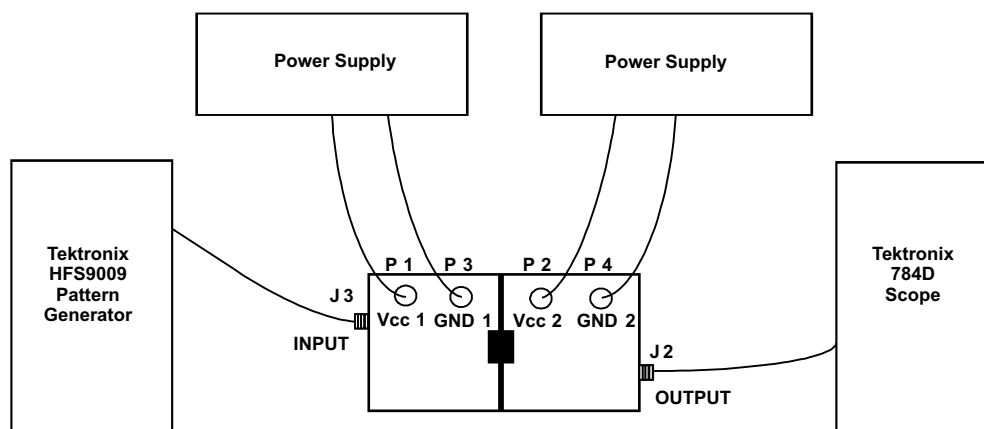 Power Supply
Power Supply
Tektronix
HFS9009
Pattern
Generator
Tektronix
784D
Scope
P 1
P 3
P 2
P 4
J 3
Vcc 1
GND 1
Vcc 2
GND 2
INPUT
J 2
OUTPUT